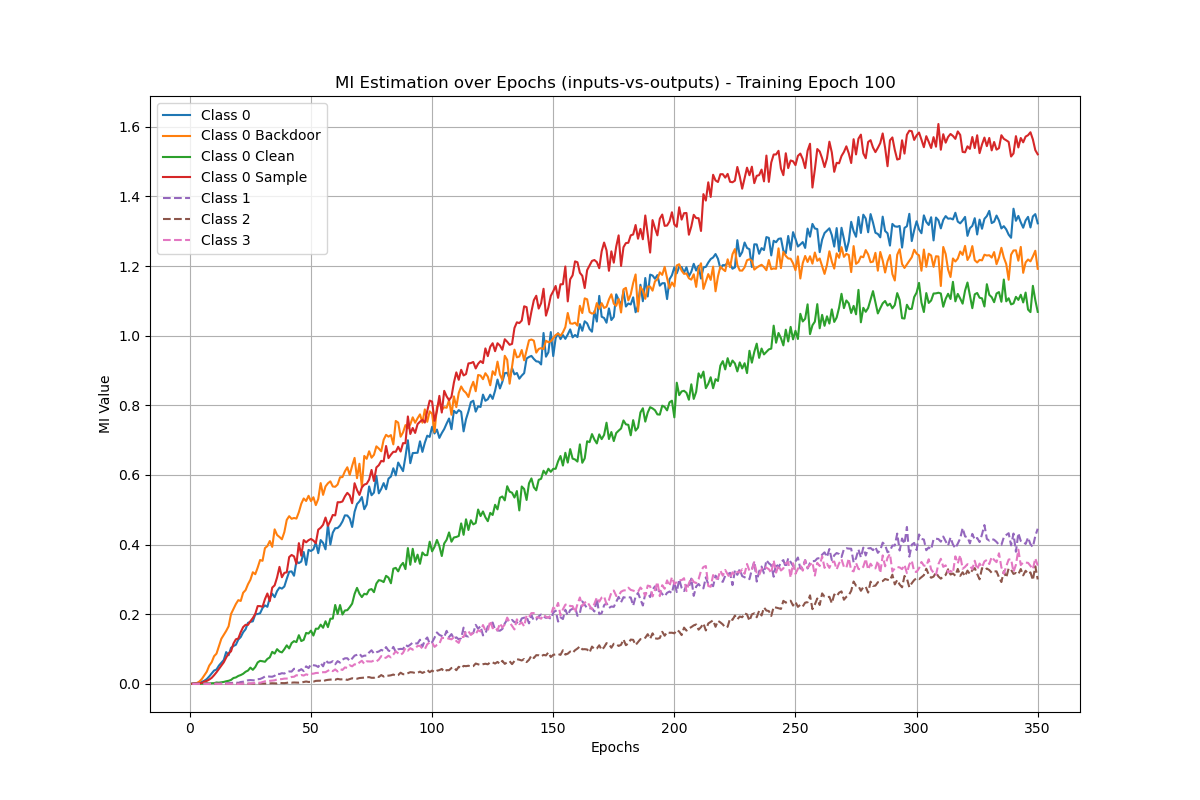 MI Estimation over Epochs (inputs-vs-outputs) - Training Epoch 100
Class 0
Class 0 Backdoor
Class 0 Clean
Class 0 Sample
Class 1
Class 2
Class 3
MI Value
1.6
1.4
1.2
1.0
0.8
0.6
0.4
0.2
0.0
0 50 100 150 200 250 300 350
Epochs